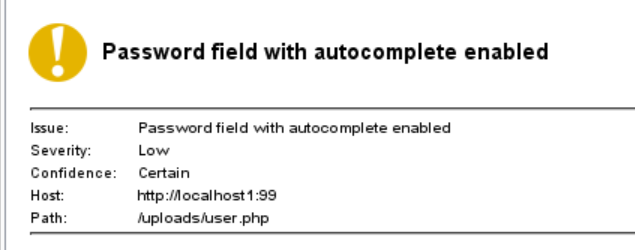 Password field with autocomplete enabled
Issue: Password field with autocomplete enabled
Severity: Low
Confidence: Certain
Host: http://localhost1:99
Path: /uploads/user.php